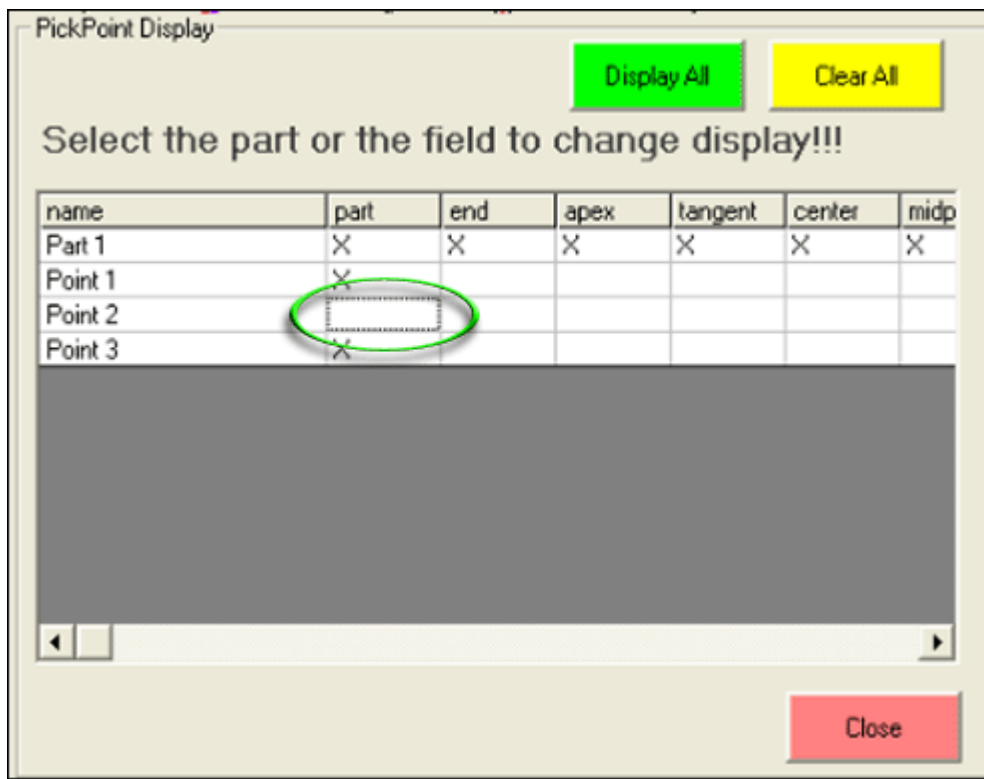 PickPoint Display
Display All Clear All
Select the part or the field to change display!!!
name part end apex tangent center midp
Part 1 X X X X X X
Point 1 X
Point 2
Point 3 X
Close